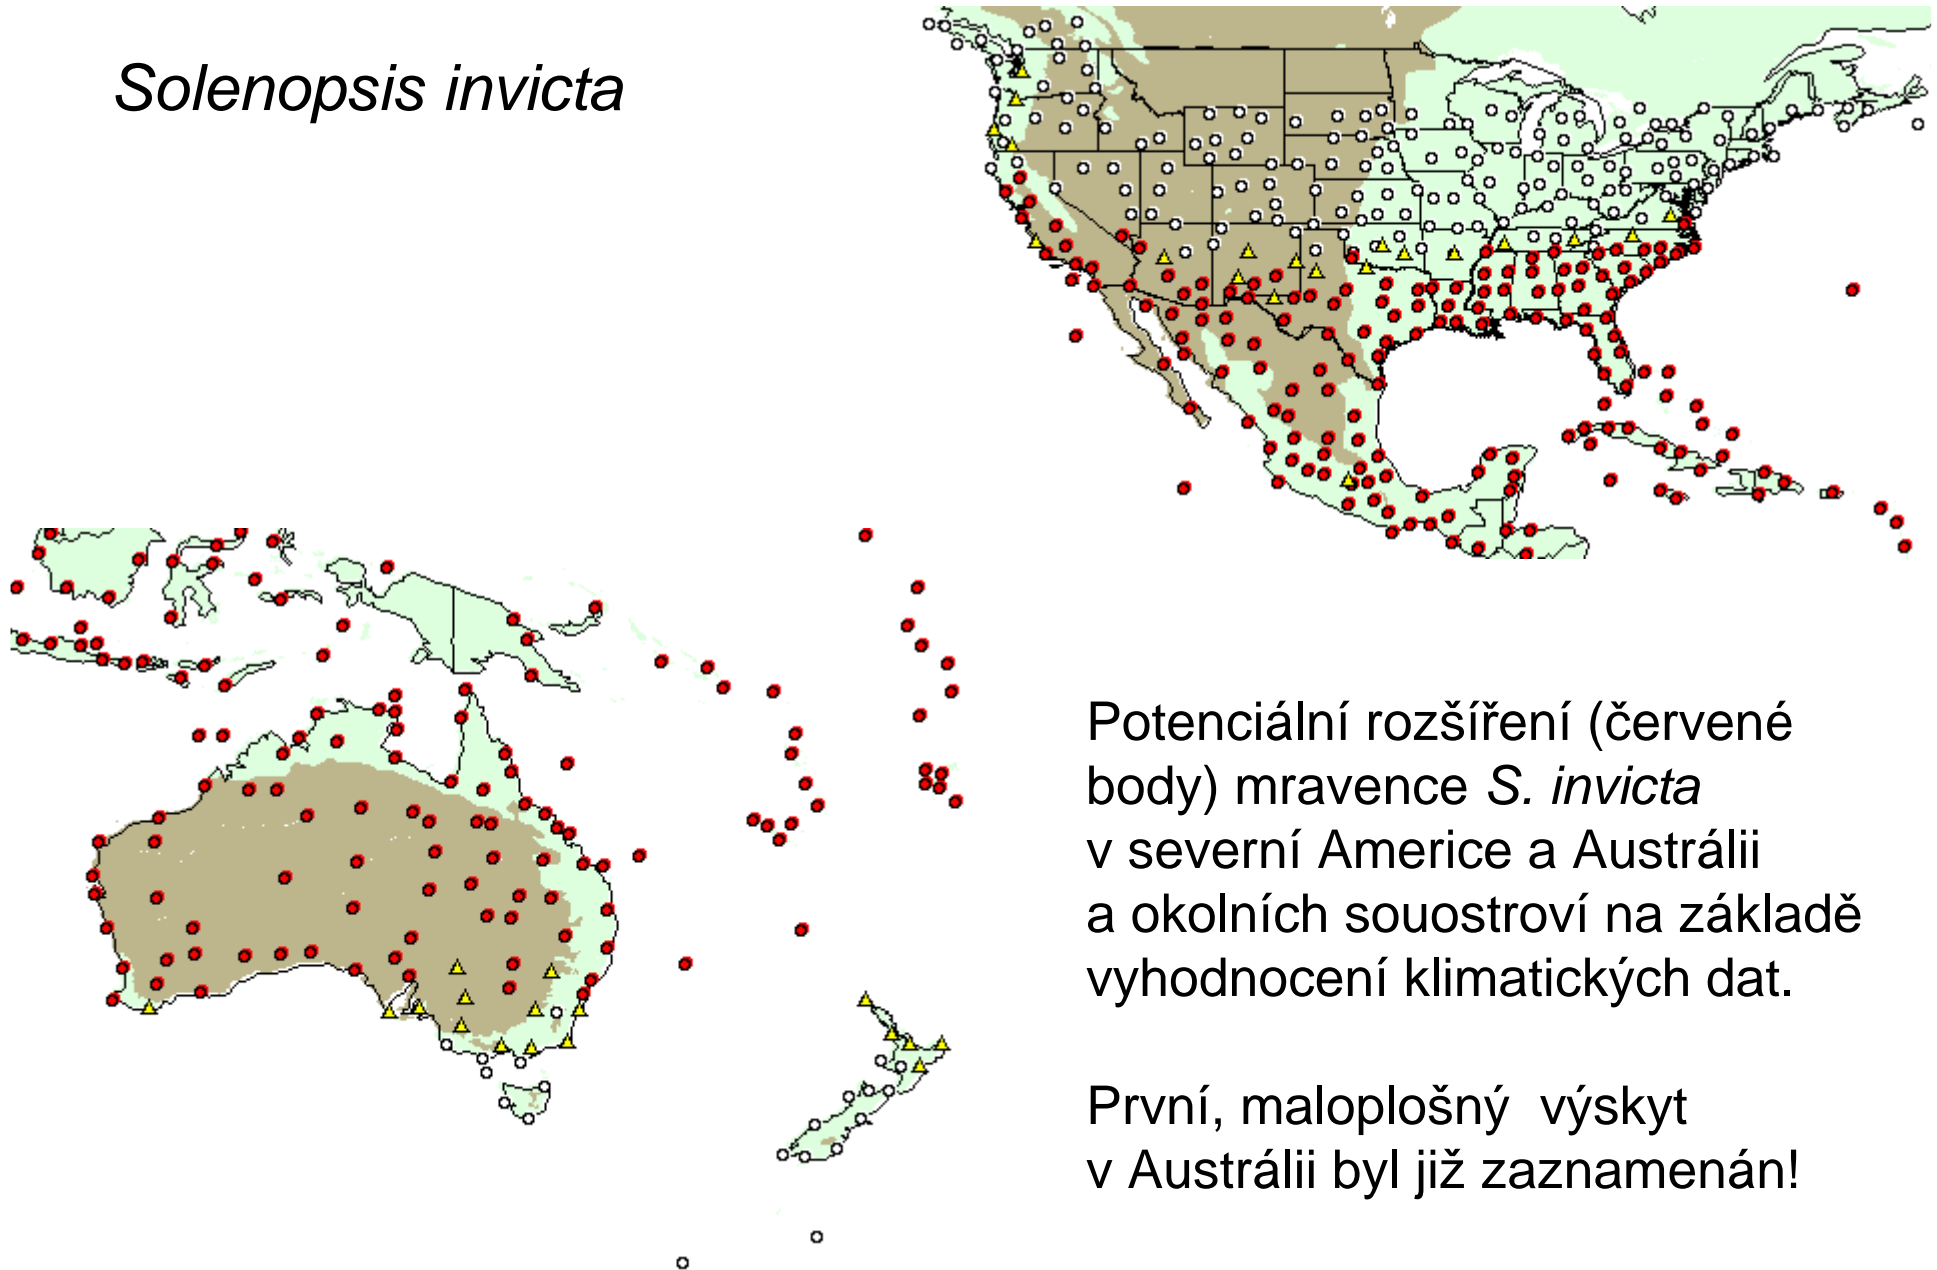 Solenopsis invicta
Potenciální rozšíření (červené
body) mravence S. invicta
v severní Americe a Austrálii
a okolních souostroví na základě
vyhodnocení klimatických dat.
První, maloplošný  výskyt
v Austrálii byl již zaznamenán!